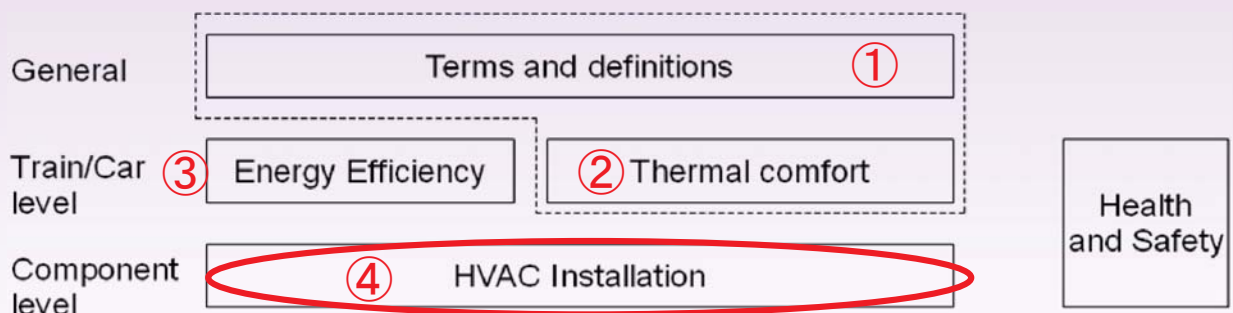 General
Terms and definitions ①
Train/Car
level
③ Energy Efficiency
② Thermal comfort
Health
and Safety
Component
level
④ HVAC Installation